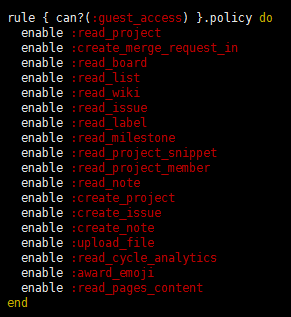 rule { can?(:guest_access) }.policy do
  enable :read_project
  enable :create_merge_request_in
  enable :read_board
  enable :read_list
  enable :read_wiki
  enable :read_issue
  enable :read_label
  enable :read_milestone
  enable :read_project_snippet
  enable :read_project_member
  enable :read_note
  enable :create_project
  enable :create_issue
  enable :create_note
  enable :upload_file
  enable :read_cycle_analytics
  enable :award_emoji
  enable :read_pages_content
end